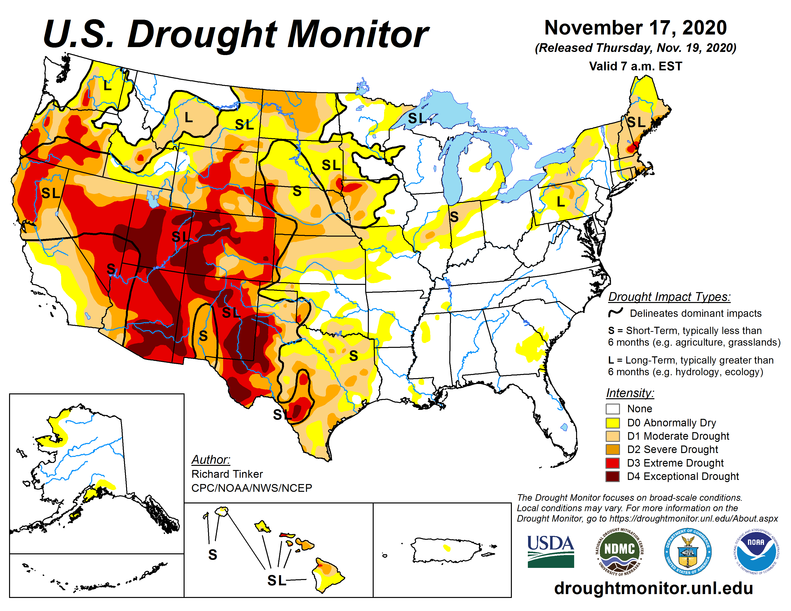 U.S. Drought Monitor
November 17, 2020
(Released Thursday, Nov. 19, 2020)
Valid 7 a.m. EST
L
L
SL
SL
SL
SL
SL
S
L
S
SL
S
SL
S
S
SL
Drought Impact Types:
Delineates dominant impacts
S = Short-Term, typically less than
6 months (e.g. agriculture, grasslands)
L = Long-Term, typically greater than
6 months (e.g. hydrology, ecology)
Intensity:
None
D0 Abnormally Dry
D1 Moderate Drought
D2 Severe Drought
D3 Extreme Drought
D4 Exceptional Drought
Author:
Richard Tinker
CPC/NOAA/NWS/NCEP
S
SL
The Drought Monitor focuses on broad-scale conditions.
Local conditions may vary. For more information on the
Drought Monitor, go to https://droughtmonitor.unl.edu/About.aspx
USDA
NDMC
NOAA
droughtmonitor.unl.edu